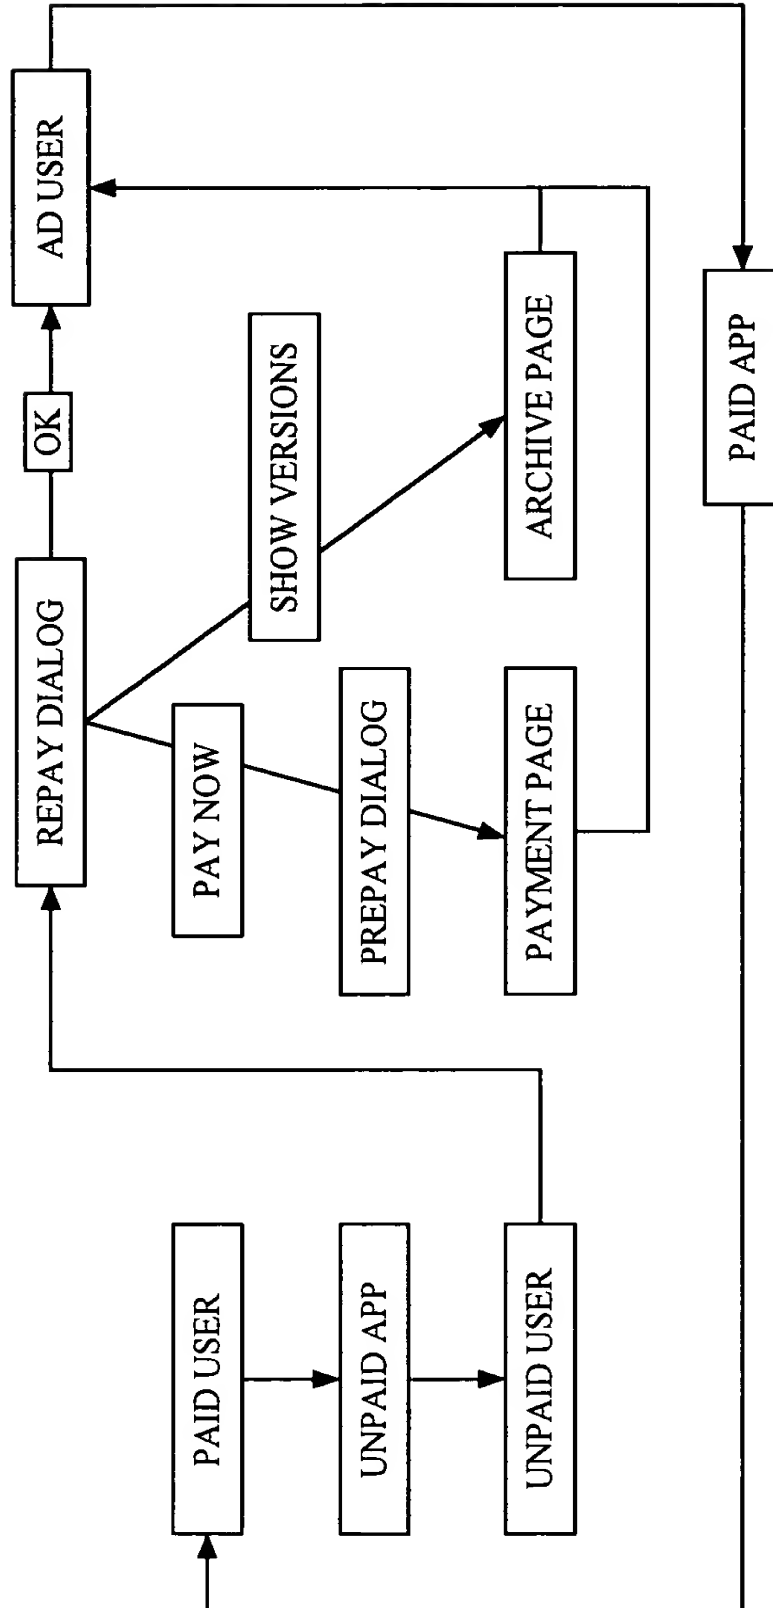 PAID USER
UNPAID APP
UNPAID USER
REPAY DIALOG
PAY NOW
PREPAY DIALOG
PAYMENT PAGE
SHOW VERSIONS
ARCHIVE PAGE
OK
AD USER
PAID APP